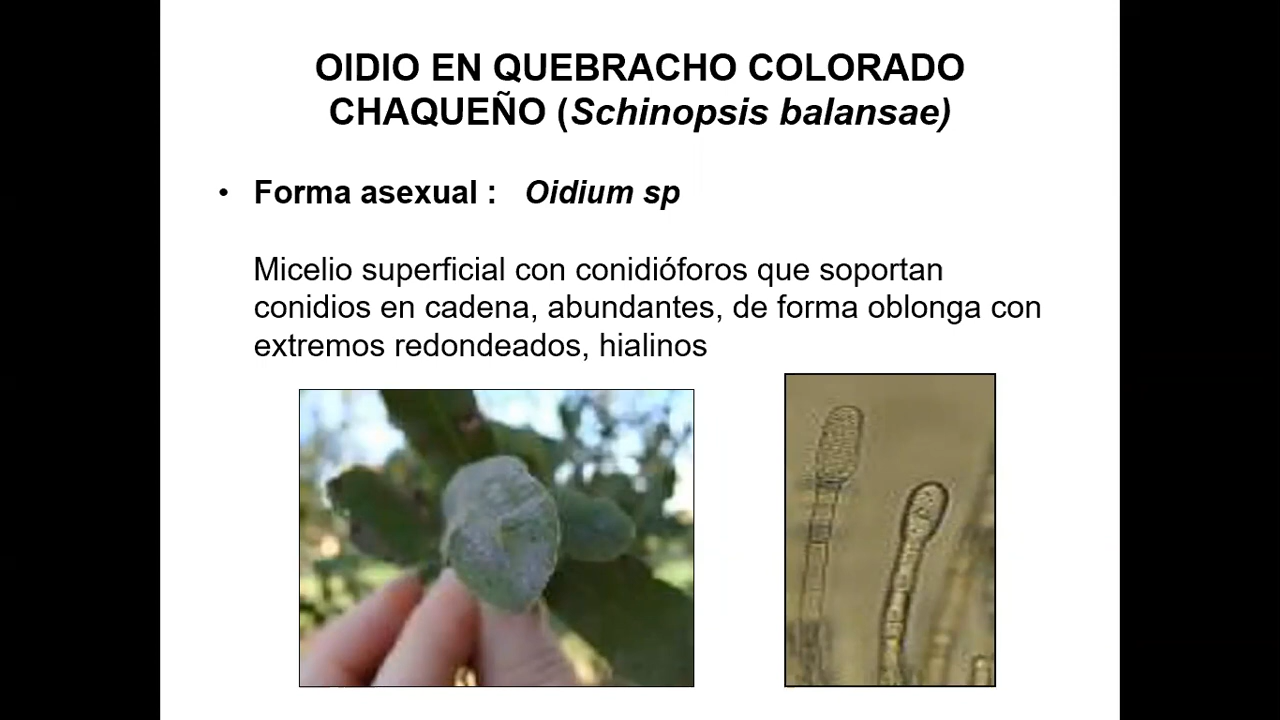 OIDIO EN QUEBRACHO COLORADO
CHAQUEÑO (Schinopsis balansae)
• Forma asexual : Oidium sp
Micelio superficial con conidióforos que soportan
conidios en cadena, abundantes, de forma oblonga con
extremos redondeados, hialinos